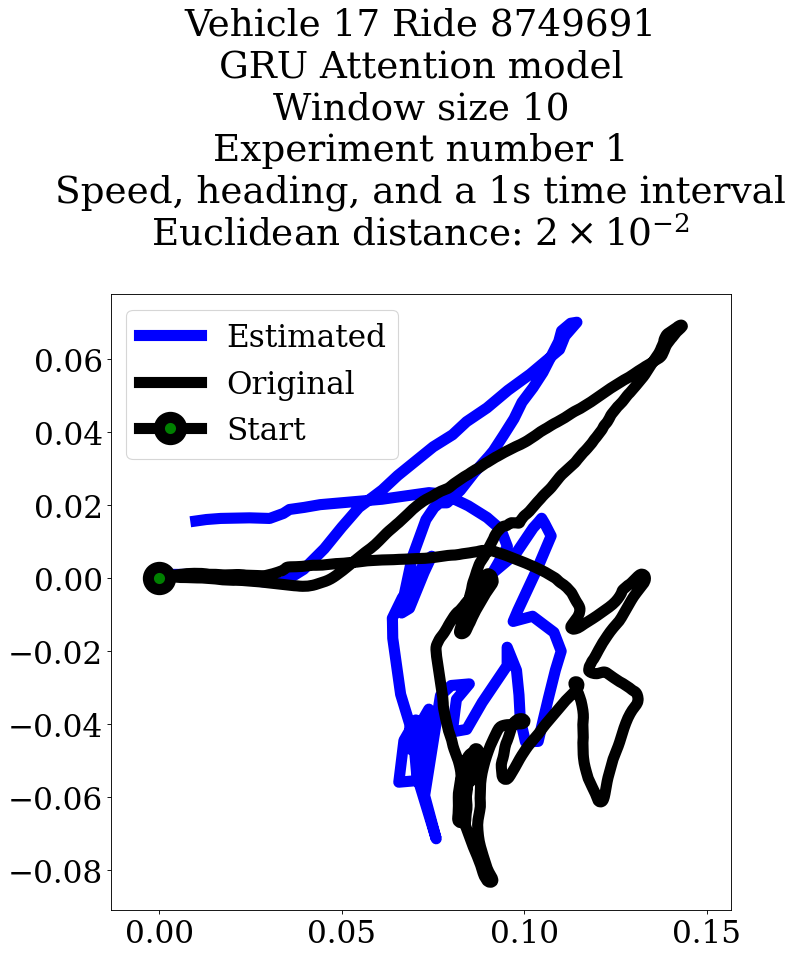 Vehicle 17 Ride 8749691
GRU Attention model
Window size 10
Experiment number 1
Speed, heading, and a 1s time interval
Euclidean distance: 2 × 10⁻²
Estimated
Original
Start
0.06
0.04
0.02
0.00
−0.02
−0.04
−0.06
−0.08
0.00 0.05 0.10 0.15